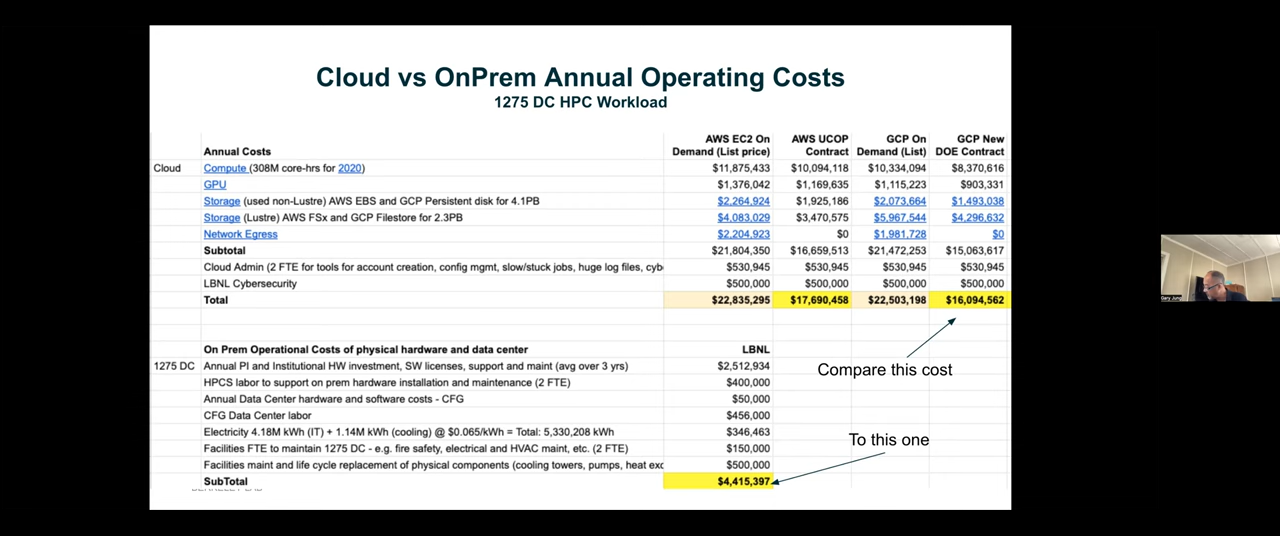 Cloud vs OnPrem Annual Operating Costs
1275 DC HPC Workload
Annual Costs AWS EC2 On Demand (List price) AWS UCOP Contract GCP On Demand (List) GCP New DOE Contract
Cloud Compute (308M core-hrs for 2020) $11,875,433 $10,094,118 $10,334,094 $8,370,616
GPU $1,376,042 $1,169,635 $1,115,223 $903,331
Storage (used non-Lustre) AWS EBS and GCP Persistent disk for 4.1PB $2,264,924 $1,925,186 $2,073,664 $1,493,038
Storage (Lustre) AWS FSx and GCP Filestore for 2.3PB $4,083,029 $3,470,575 $5,967,544 $4,296,632
Network Egress $2,204,923 $0 $1,981,728 $0
Subtotal $21,804,350 $16,659,513 $21,472,253 $15,063,617
Cloud Admin (2 FTE for tools for account creation, config mgmt, slow/stuck jobs, huge log files, cyb $530,945 $530,945 $530,945 $530,945
LBNL Cybersecurity $500,000 $500,000 $500,000 $500,000
Total $22,835,295 $17,690,458 $22,503,198 $16,094,562
On Prem Operational Costs of physical hardware and data center LBNL
1275 DC Annual PI and Institutional HW investment, SW licenses, support and maint (avg over 3 yrs) $2,512,934
Compare this cost
HPCS labor to support on prem hardware installation and maintenance (2 FTE) $400,000
Annual Data Center hardware and software costs - CFG $50,000
CFG Data Center labor $456,000
Electricity 4.18M kWh (IT) + 1.14M kWh (cooling) @ $0.065/kWh = Total: 5,330,208 kWh $346,463
To this one
Facilities FTE to maintain 1275 DC - e.g. fire safety, electrical and HVAC maint, etc. (2 FTE) $150,000
Facilities maint and life cycle replacement of physical components (cooling towers, pumps, heat exc $500,000
SubTotal $4,415,397
Gary Jung